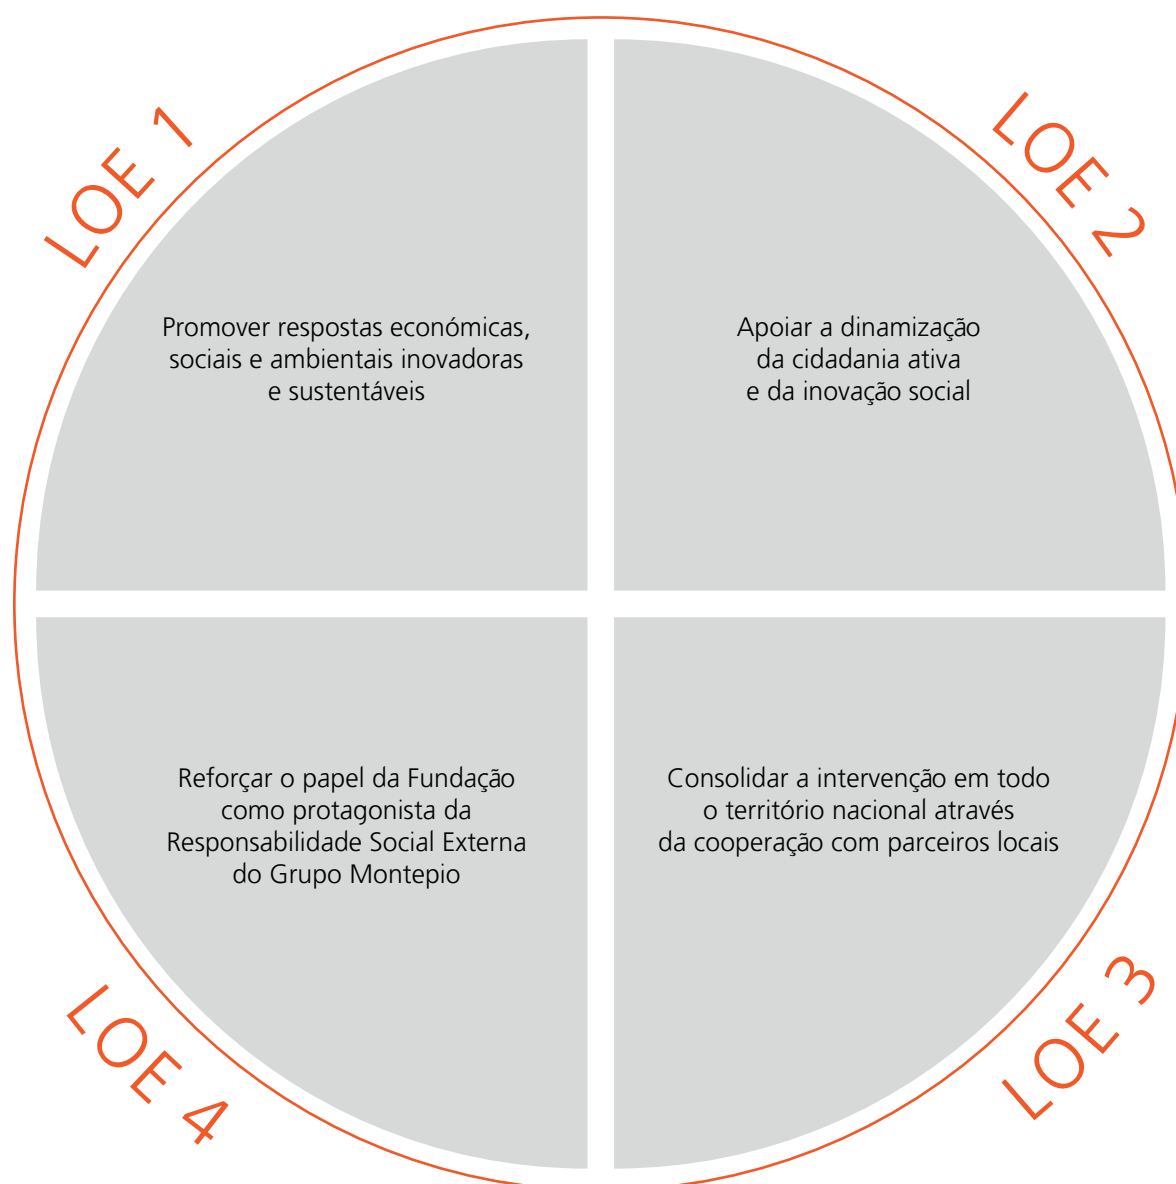 LOE 1
Promover respostas económicas,
sociais e ambientais inovadoras
e sustentáveis
LOE 2
Apoiar a dinamização
da cidadania ativa
e da inovação social
LOE 3
Consolidar a intervenção em todo
o território nacional através
da cooperação com parceiros locais
LOE 4
Reforçar o papel da Fundação
como protagonista da
Responsabilidade Social Externa
do Grupo Montepio